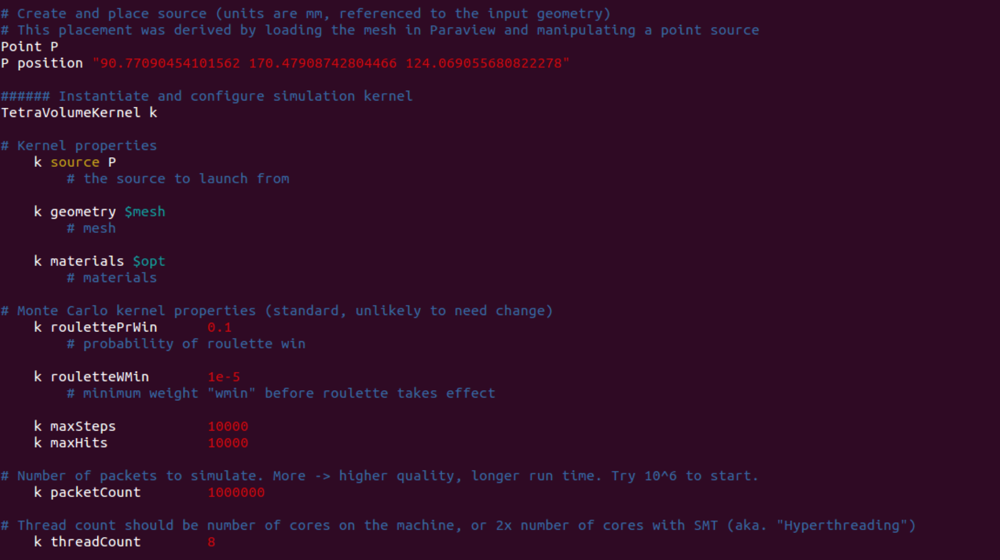 # Create and place source (units are mm, referenced to the input geometry)
# This placement was derived by loading the mesh in Paraview and manipulating a point source
Point P
P position "90.77090454101562 170.47908742804466 124.069055680822278"
###### Instantiate and configure simulation kernel
TetraVolumeKernel k
# Kernel properties
k source P
# the source to launch from
k geometry $mesh
# mesh
k materials $opt
# materials
# Monte Carlo kernel properties (standard, unlikely to need change)
k roulettePrWin 0.1
# probability of roulette win
k rouletteWMin 1e-5
# minimum weight "wmin" before roulette takes effect
k maxSteps 10000
k maxHits 10000
# Number of packets to simulate. More -> higher quality, longer run time. Try 10^6 to start.
k packetCount 1000000
# Thread count should be number of cores on the machine, or 2x number of cores with SMT (aka. "Hyperthreading")
k threadCount 8